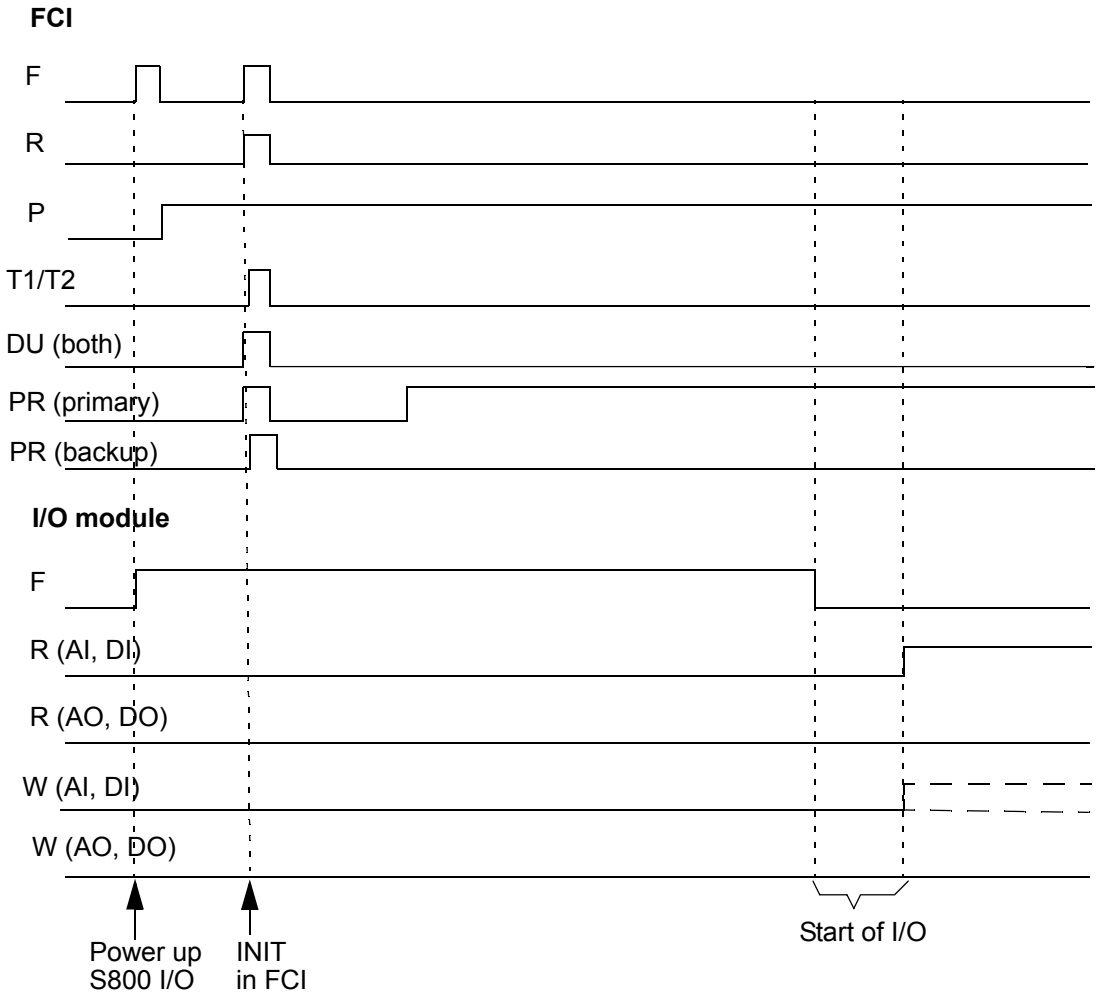 FCI
F
R
P
T1/T2
DU (both)
PR (primary)
PR (backup)
I/O module
F
R (AI, DI)
R (AO, DO)
W (AI, DI)
W (AO, DO)
Start of I/O
Power up
S800 I/O
INIT
in FCI